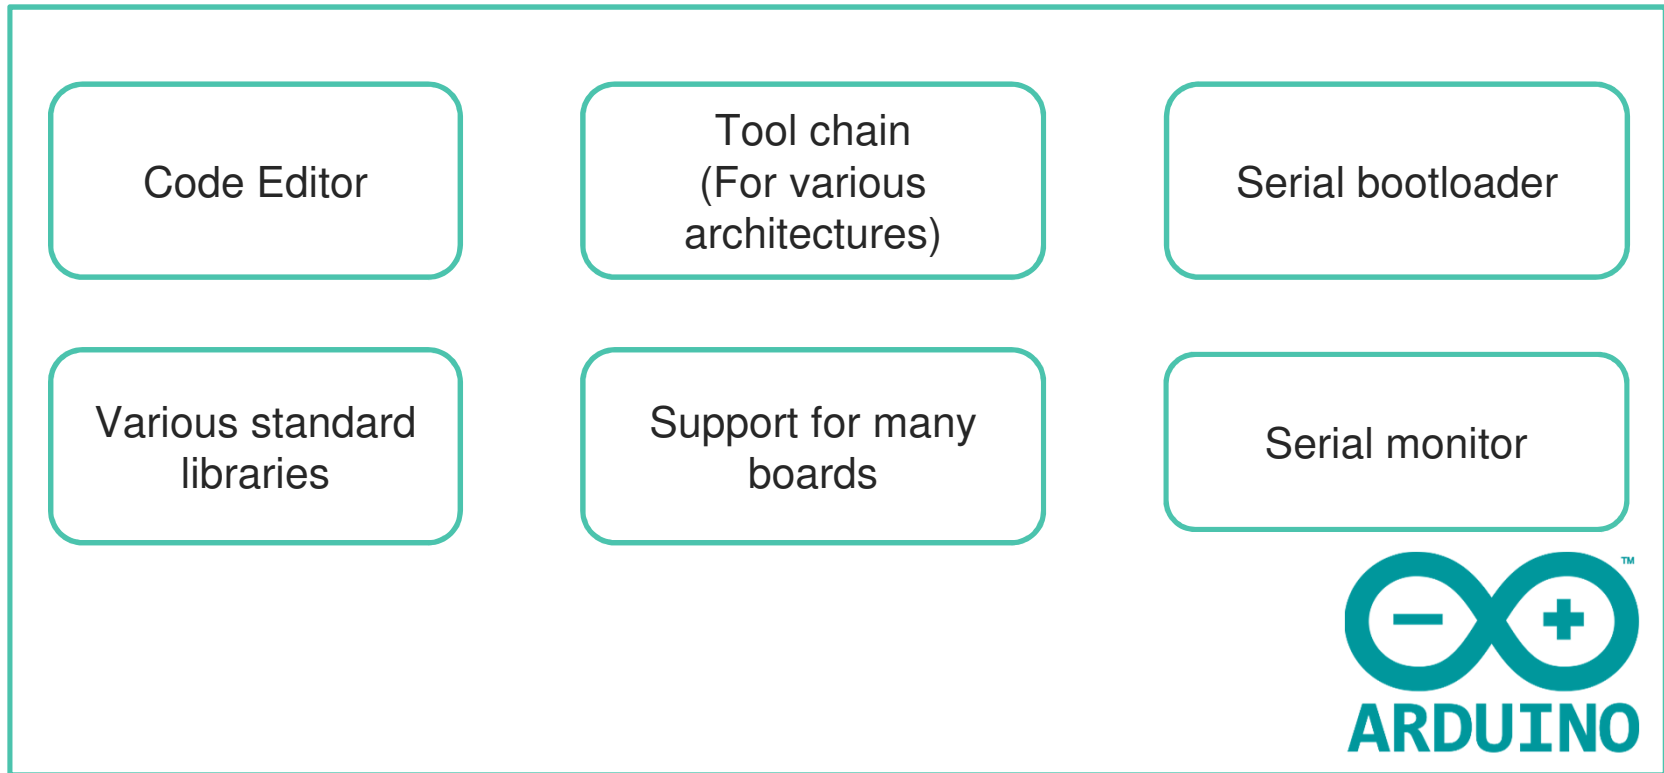 Code Editor
Tool chain
(For various
architectures)
Serial bootloader
Various standard
libraries
Support for many
boards
Serial monitor
TM
ARDUINO